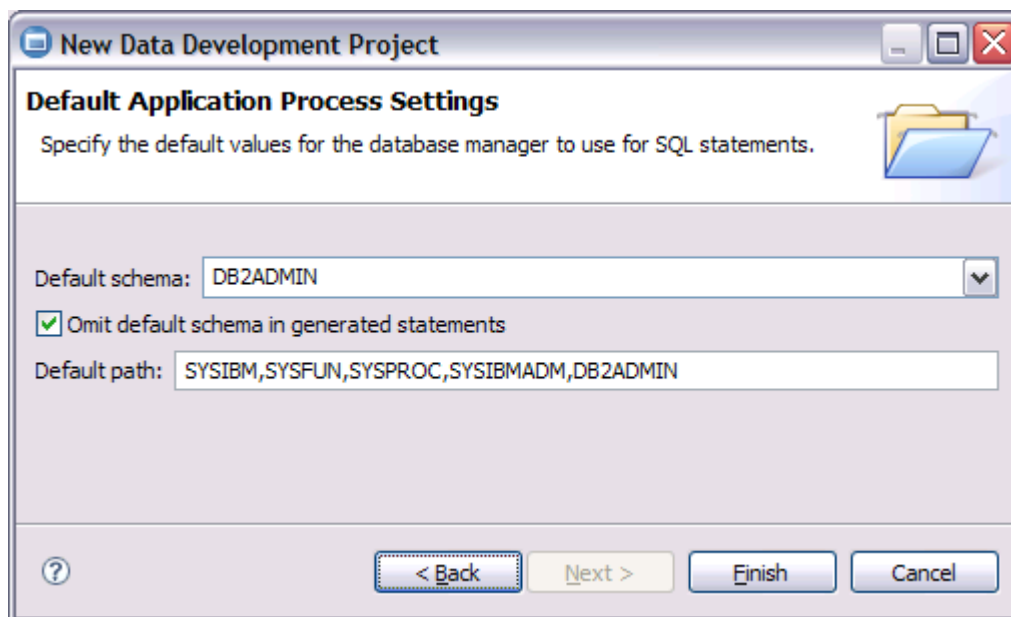 New Data Development Project
Default Application Process Settings
Specify the default values for the database manager to use for SQL statements.
Default schema: DB2ADMIN
Omit default schema in generated statements
Default path: SYSIBM,SYSFUN,SYSPROC,SYSIBMADM,DB2ADMIN
? < Back Next > Finish Cancel